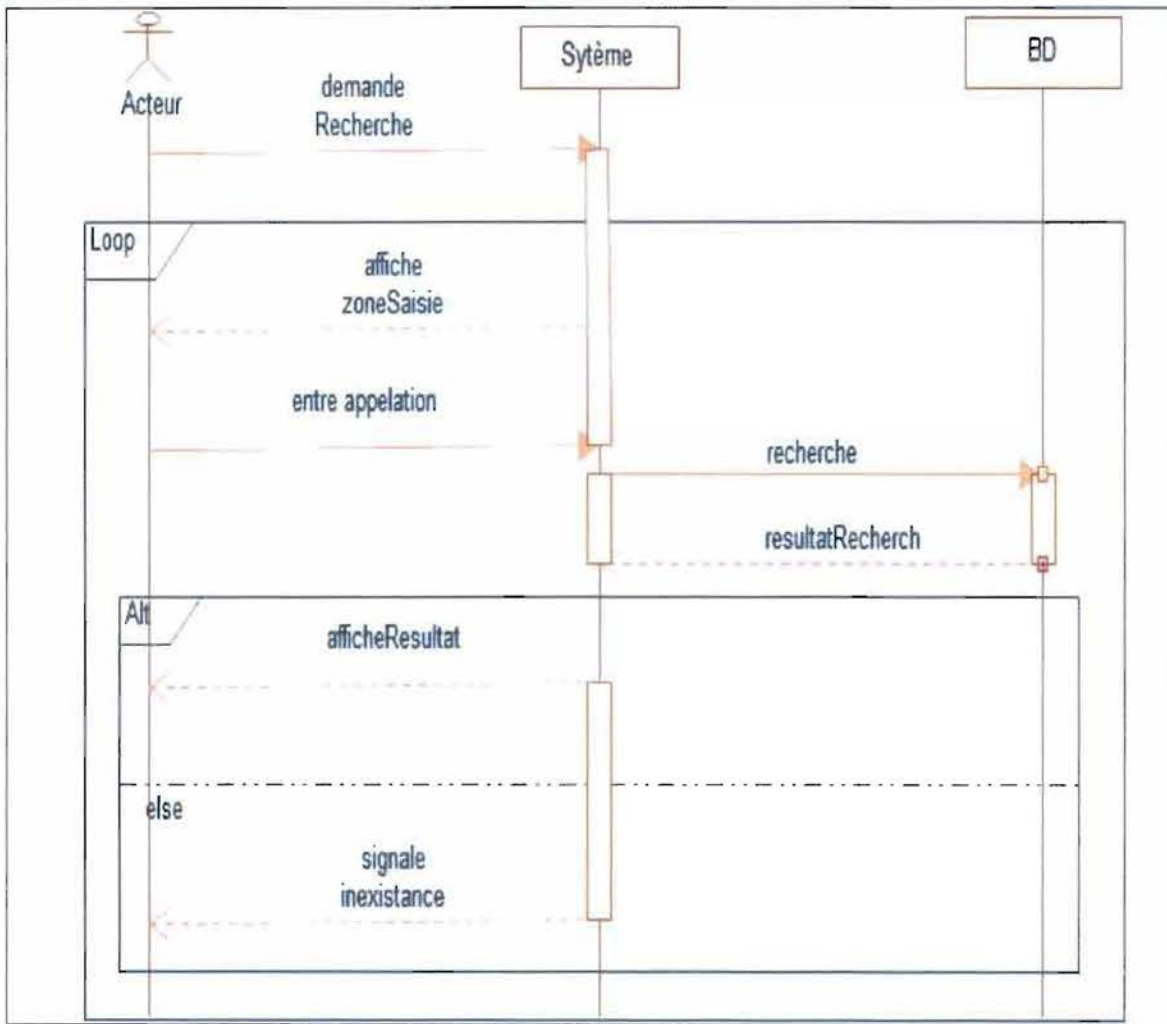 Acteur
Sytème
BD
demande
Recherche
Loop
affiche
zoneSaisie
entre appelation
recherche
resultatRecherch
Alt
afficheResultat
else
signale
inexistance